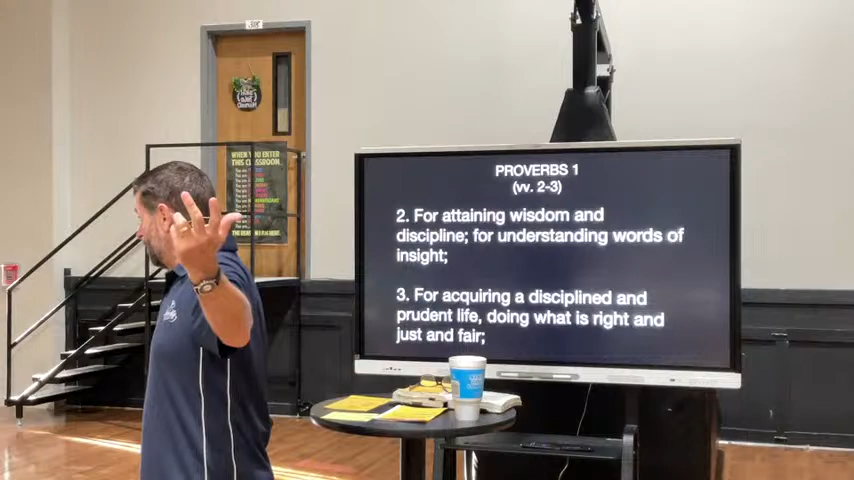 WHEN YOU ENTER
THIS CLASSROOM
PROVERBS 1
(vv. 2-3)
2. For attaining wisdom and
discipline; for understanding words of
insight;
3. For acquiring a disciplined and
prudent life, doing what is right and
just and fair;